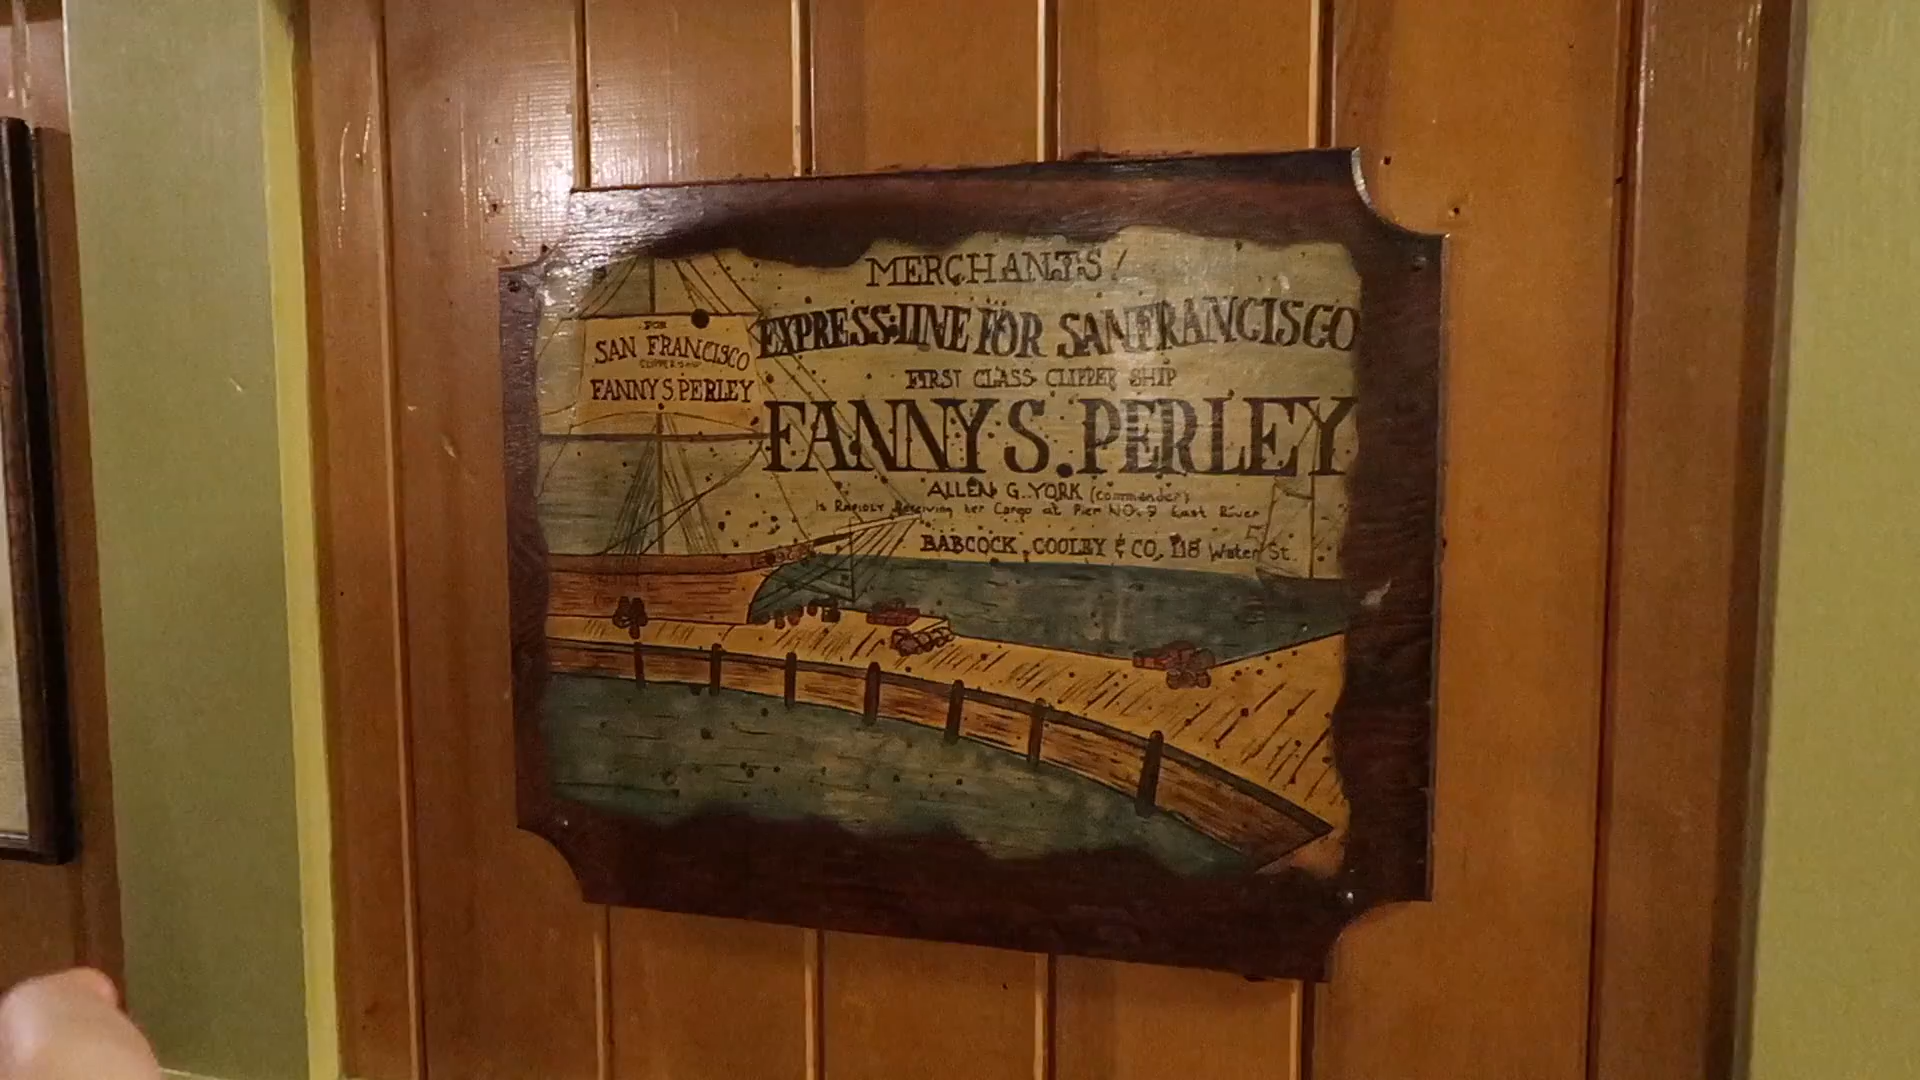 MERCHANTS!
EXPRESS LINE FOR SAN FRANCISCO
FIRST CLASS CLIPPER SHIP
FANNY S. PERLEY
ALLEN G. YORK (commander)
Is Rapidly Receiving her Cargo at Pier NO. 9 East River
BABCOCK, COOLEY & CO, 118 Water St.
FOR
SAN FRANCISCO
CLIPPER SHIP
FANNY S. PERLEY